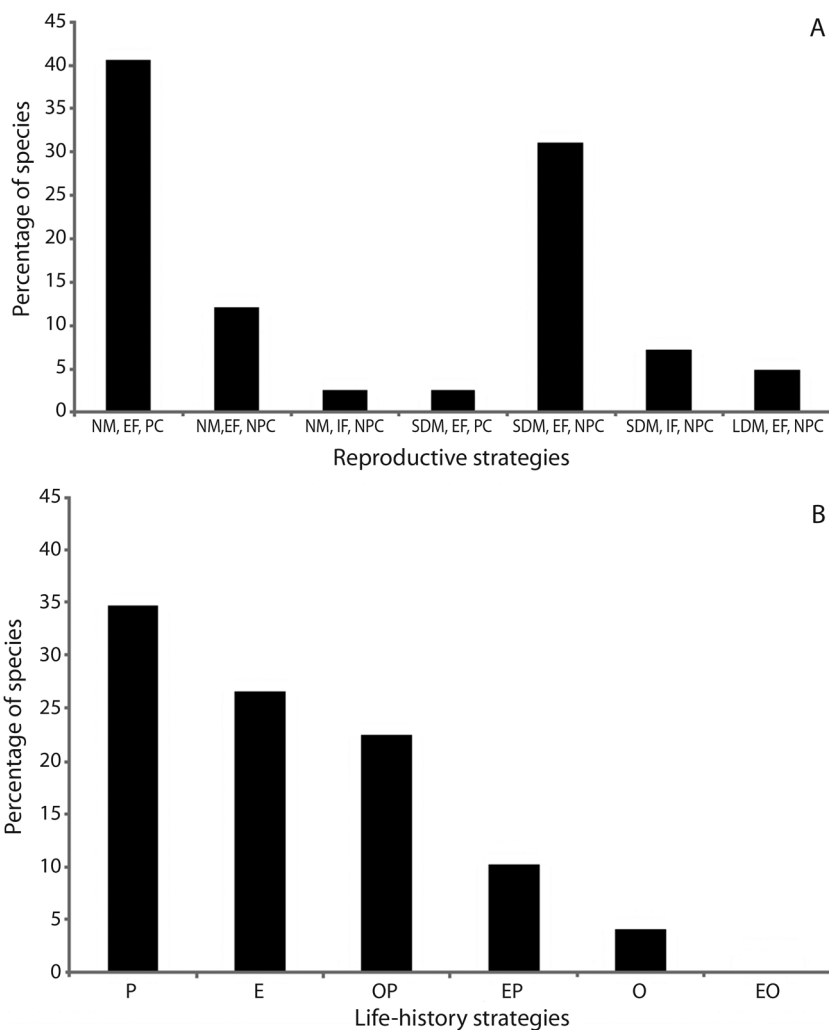 A
Percentage of species
45
40
35
30
25
20
15
10
5
0
NM, EF, PC NM,EF, NPC NM, IF, NPC SDM, EF, PC SDM, EF, NPC SDM, IF, NPC LDM, EF, NPC
Reproductive strategies
B
Percentage of species
45
40
35
30
25
20
15
10
5
0
P E OP EP O EO
Life-history strategies